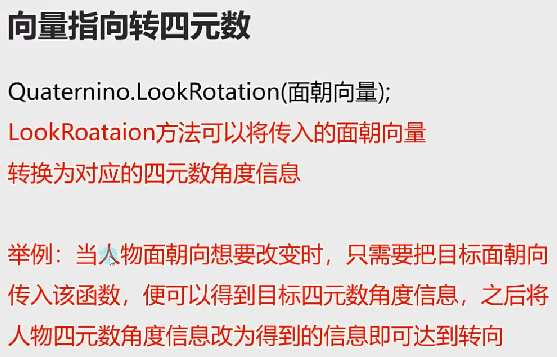 向量指向转四元数
Quaternino.LookRotation(面朝向量);
LookRoataion方法可以将传入的面朝向量
转换为对应的四元数角度信息
举例：当人物面朝向想要改变时，只需要把目标面朝向
传入该函数，便可以得到目标四元数角度信息，之后将
人物四元数角度信息改为得到的信息即可达到转向